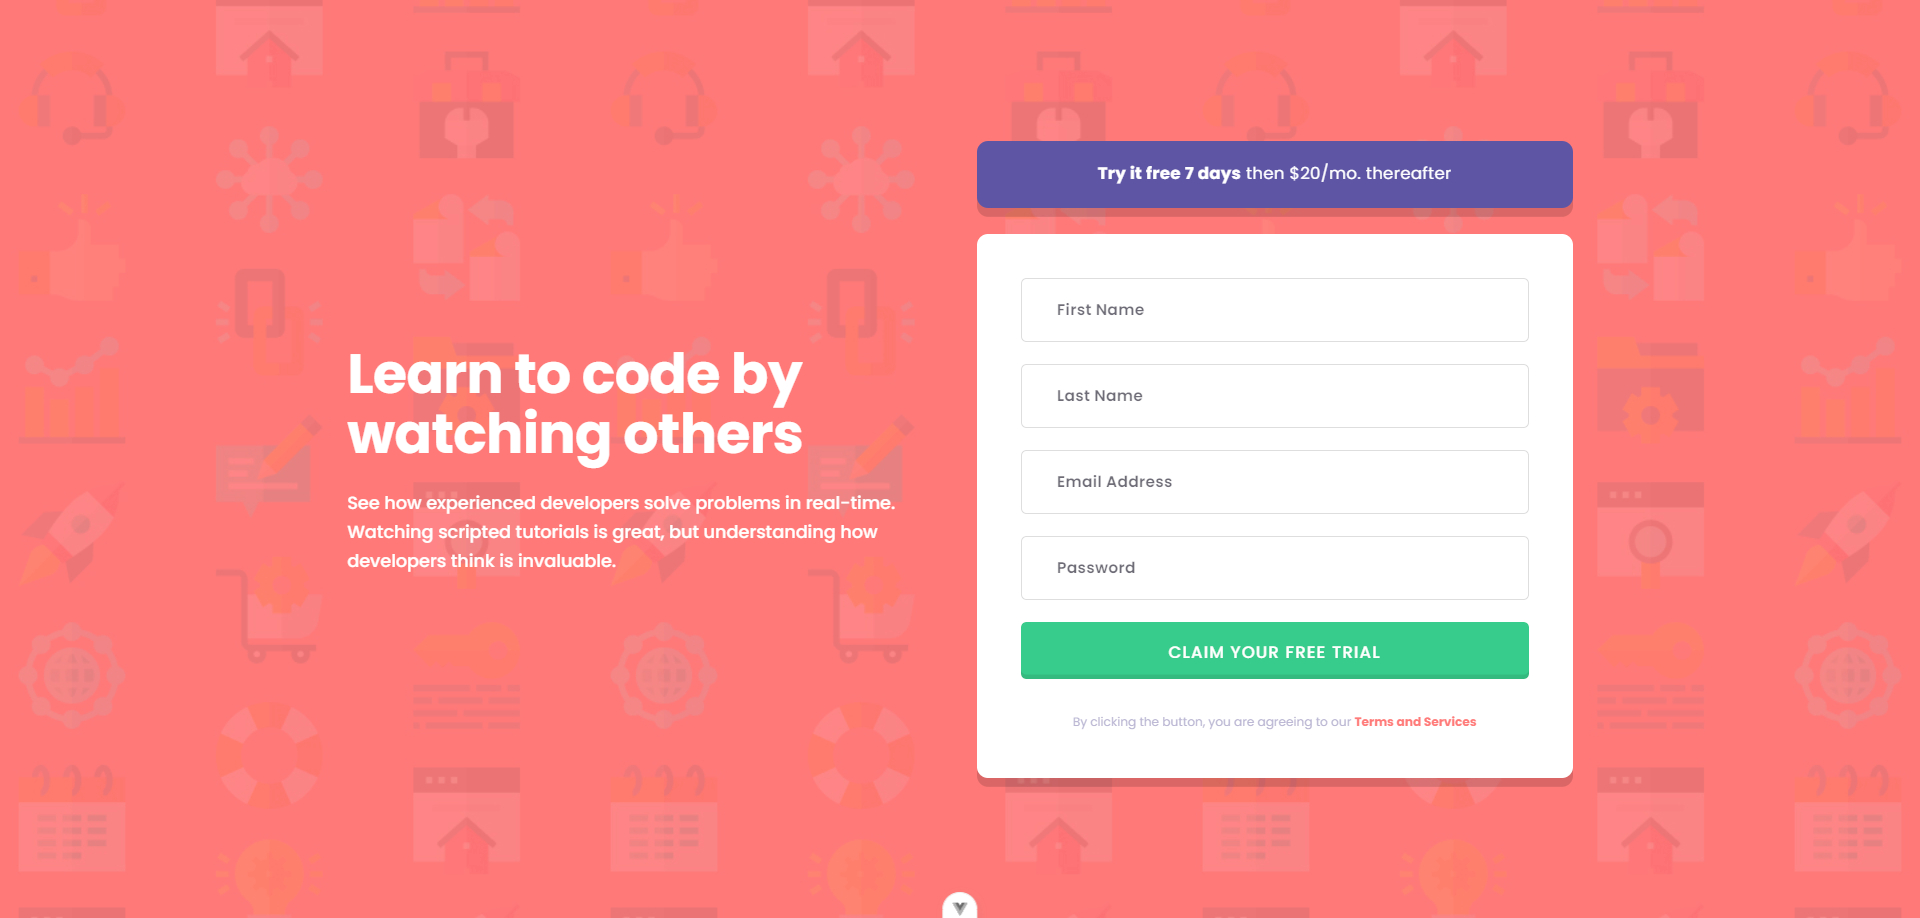 Learn to code by
watching others
See how experienced developers solve problems in real-time.
Watching scripted tutorials is great, but understanding how
developers think is invaluable.
Try it free 7 days then $20/mo. thereafter
First Name
Last Name
Email Address
Password
CLAIM YOUR FREE TRIAL
By clicking the button, you are agreeing to our Terms and Services